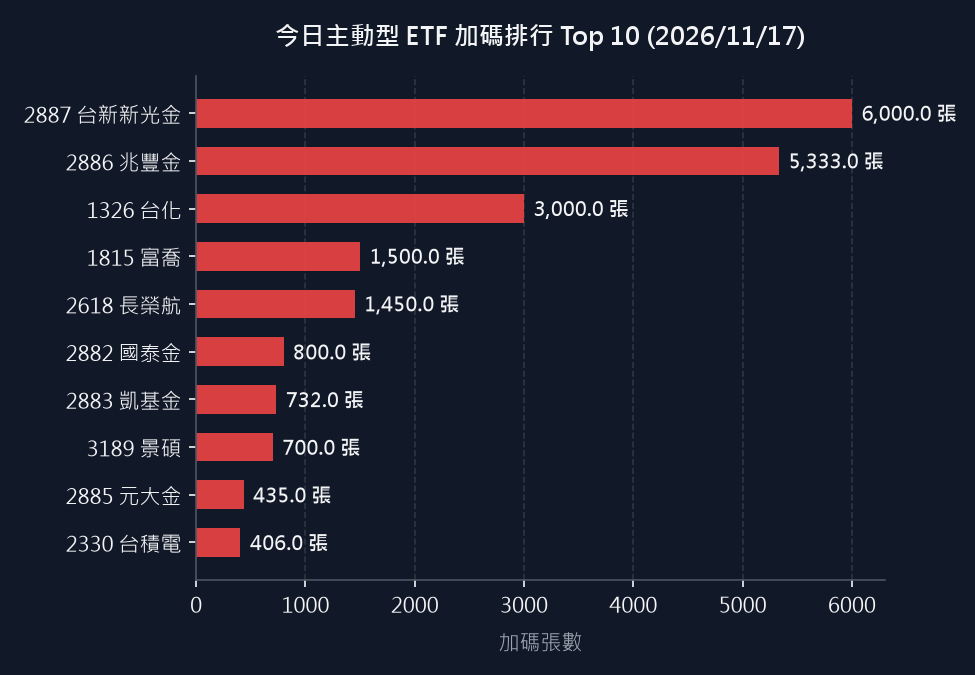 今日主動型 ETF 加碼排行 Top 10 (2026/11/17)
2887 台新新光金 6,000.0 張
2886 兆豐金 5,333.0 張
1326 台化 3,000.0 張
1815 富喬 1,500.0 張
2618 長榮航 1,450.0 張
2882 國泰金 800.0 張
2883 凱基金 732.0 張
3189 景碩 700.0 張
2885 元大金 435.0 張
2330 台積電 406.0 張
0 1000 2000 3000 4000 5000 6000
加碼張數